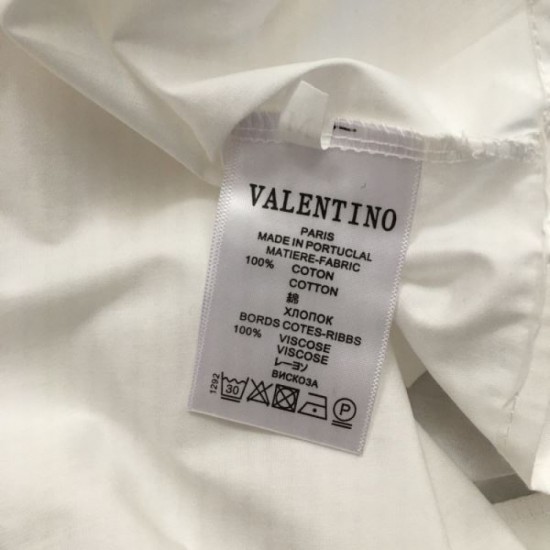 VALENTINO
PARIS
MADE IN PORTUCLAL
MATIERE-FABRIC
100% COTON
COTTON
綿
ХЛОПОК
BORDS COTES-RIBBS
100% VISCOSE
VISCOSE
レーヨン
ВИСКОЗА
1292
30
P